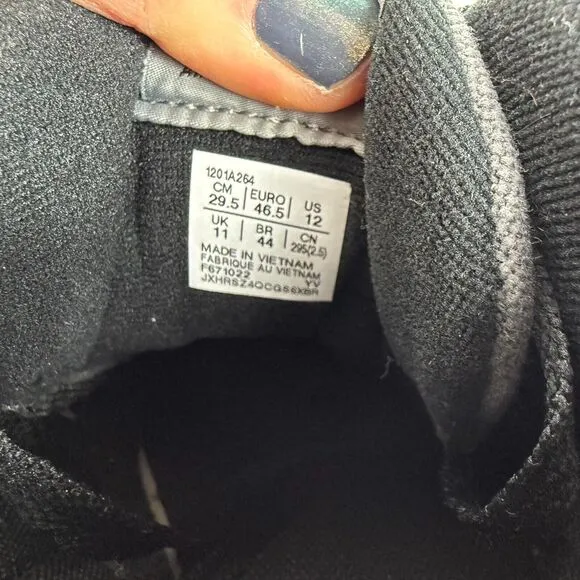 1201A264
CM EURO US
29.5 46.5 12
UK BR CN
11 44 295(2.5)
MADE IN VIETNAM
FABRIQUE AU VIETNAM
F671022 YV
JXHRSZ4QCGS6XBR